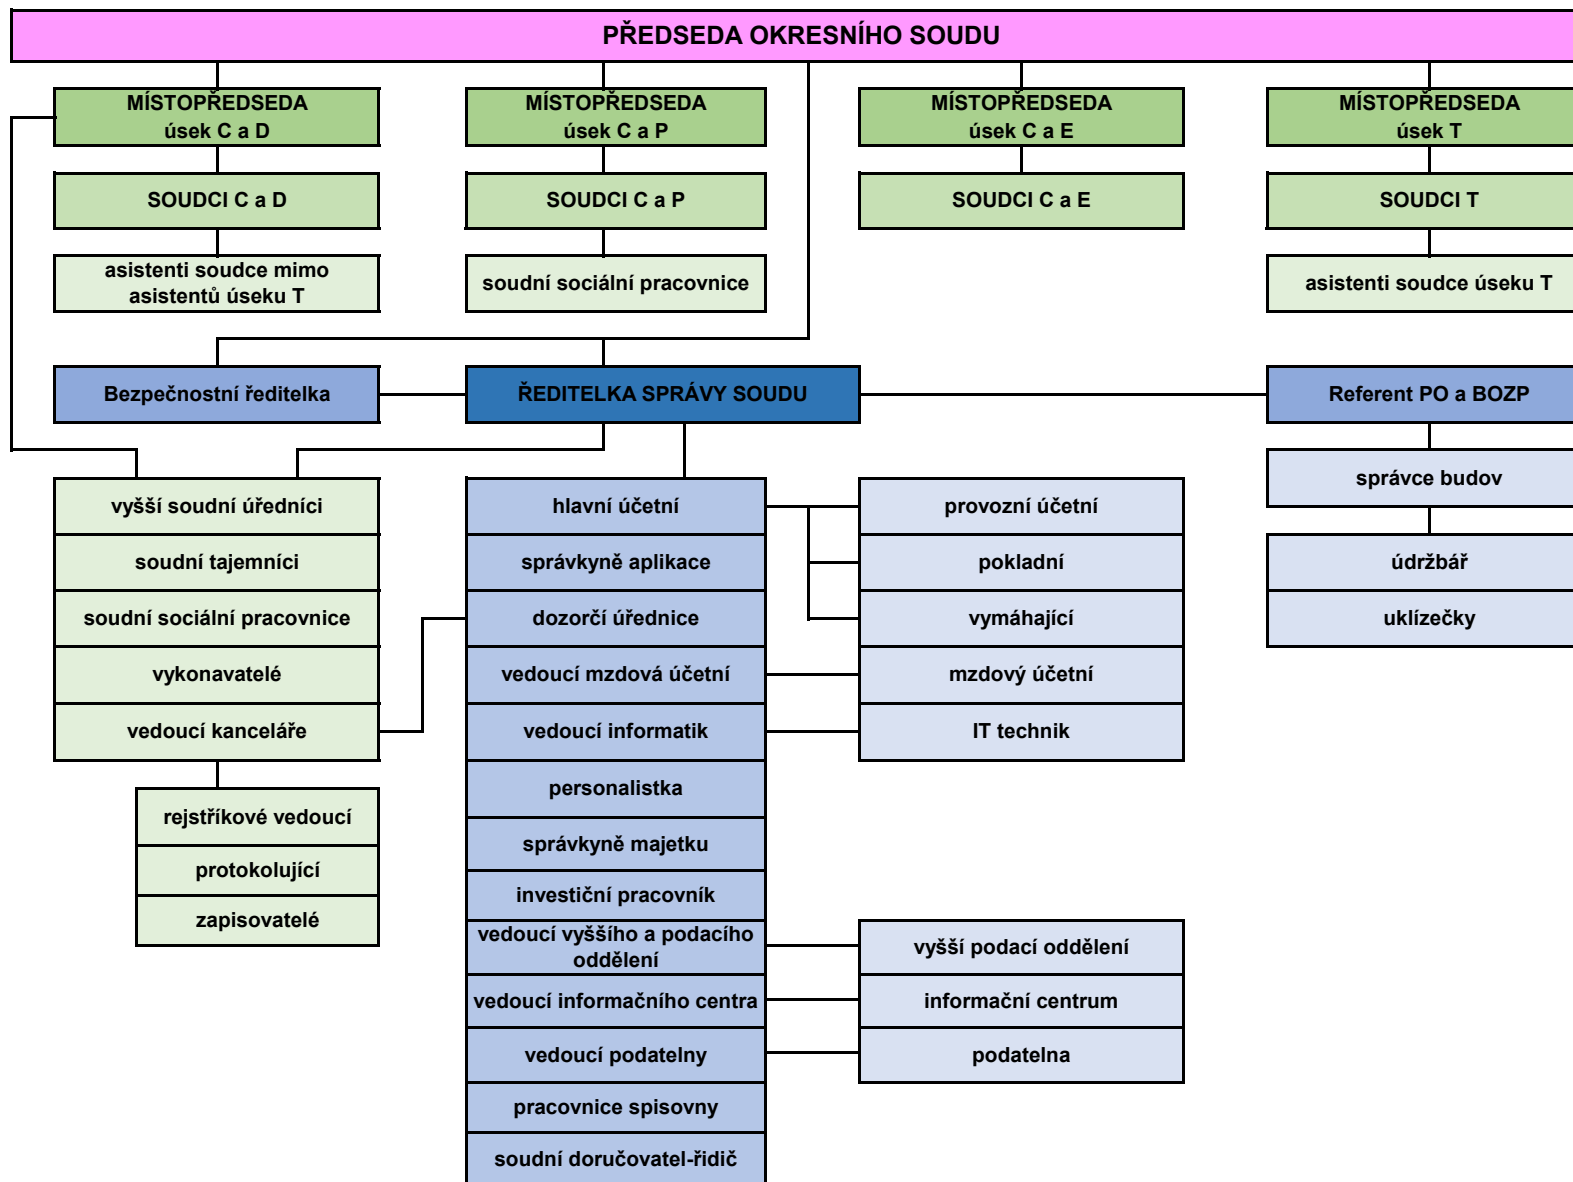 PŘEDSEDA OKRESNÍHO SOUDU
MÍSTOPŘEDSEDA
úsek C a D
MÍSTOPŘEDSEDA
úsek C a P
MÍSTOPŘEDSEDA
úsek C a E
MÍSTOPŘEDSEDA
úsek T
SOUDCI C a D
SOUDCI C a P
SOUDCI C a E
SOUDCI T
asistenti soudce mimo
asistentů úseku T
soudní sociální pracovnice
asistenti soudce úseku T
Bezpečnostní ředitelka
ŘEDITELKA SPRÁVY SOUDU
Referent PO a BOZP
vyšší soudní úředníci
soudní tajemníci
soudní sociální pracovnice
vykonavatelé
vedoucí kanceláře
rejstříkové vedoucí
protokolující
zapisovatelé
hlavní účetní
správkyně aplikace
dozorčí úřednice
vedoucí mzdová účetní
vedoucí informatik
personalistka
správkyně majetku
investiční pracovník
vedoucí vyššího a podacího
oddělení
vedoucí informačního centra
vedoucí podatelny
pracovnice spisovny
soudní doručovatel-řidič
provozní účetní
pokladní
vymáhající
mzdový účetní
IT technik
vyšší podací oddělení
informační centrum
podatelna
správce budov
údržbář
uklízečky